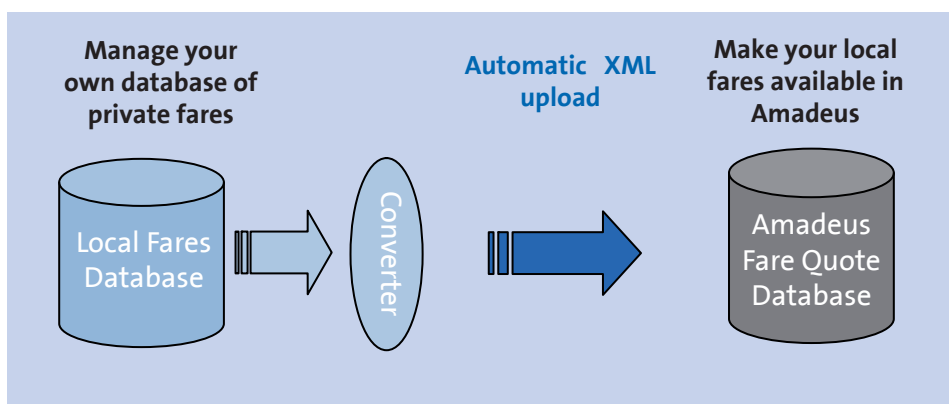 Manage your
own database of
private fares
Automatic XML
upload
Make your local
fares available in
Amadeus
Local Fares
Database
Converter
Amadeus
Fare Quote
Database